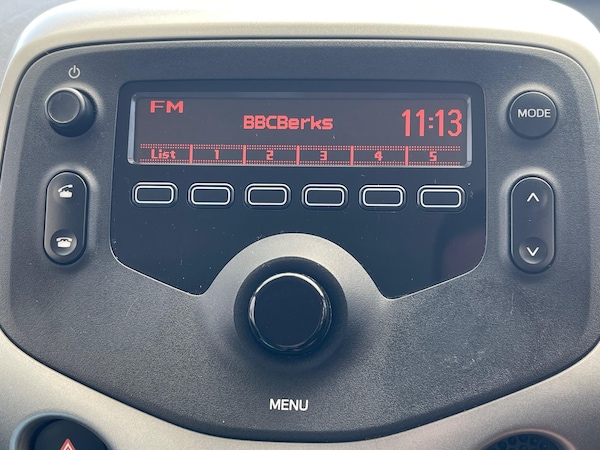 FM
BBCBerks
11:13
List 1 2 3 4 5
MODE
MENU